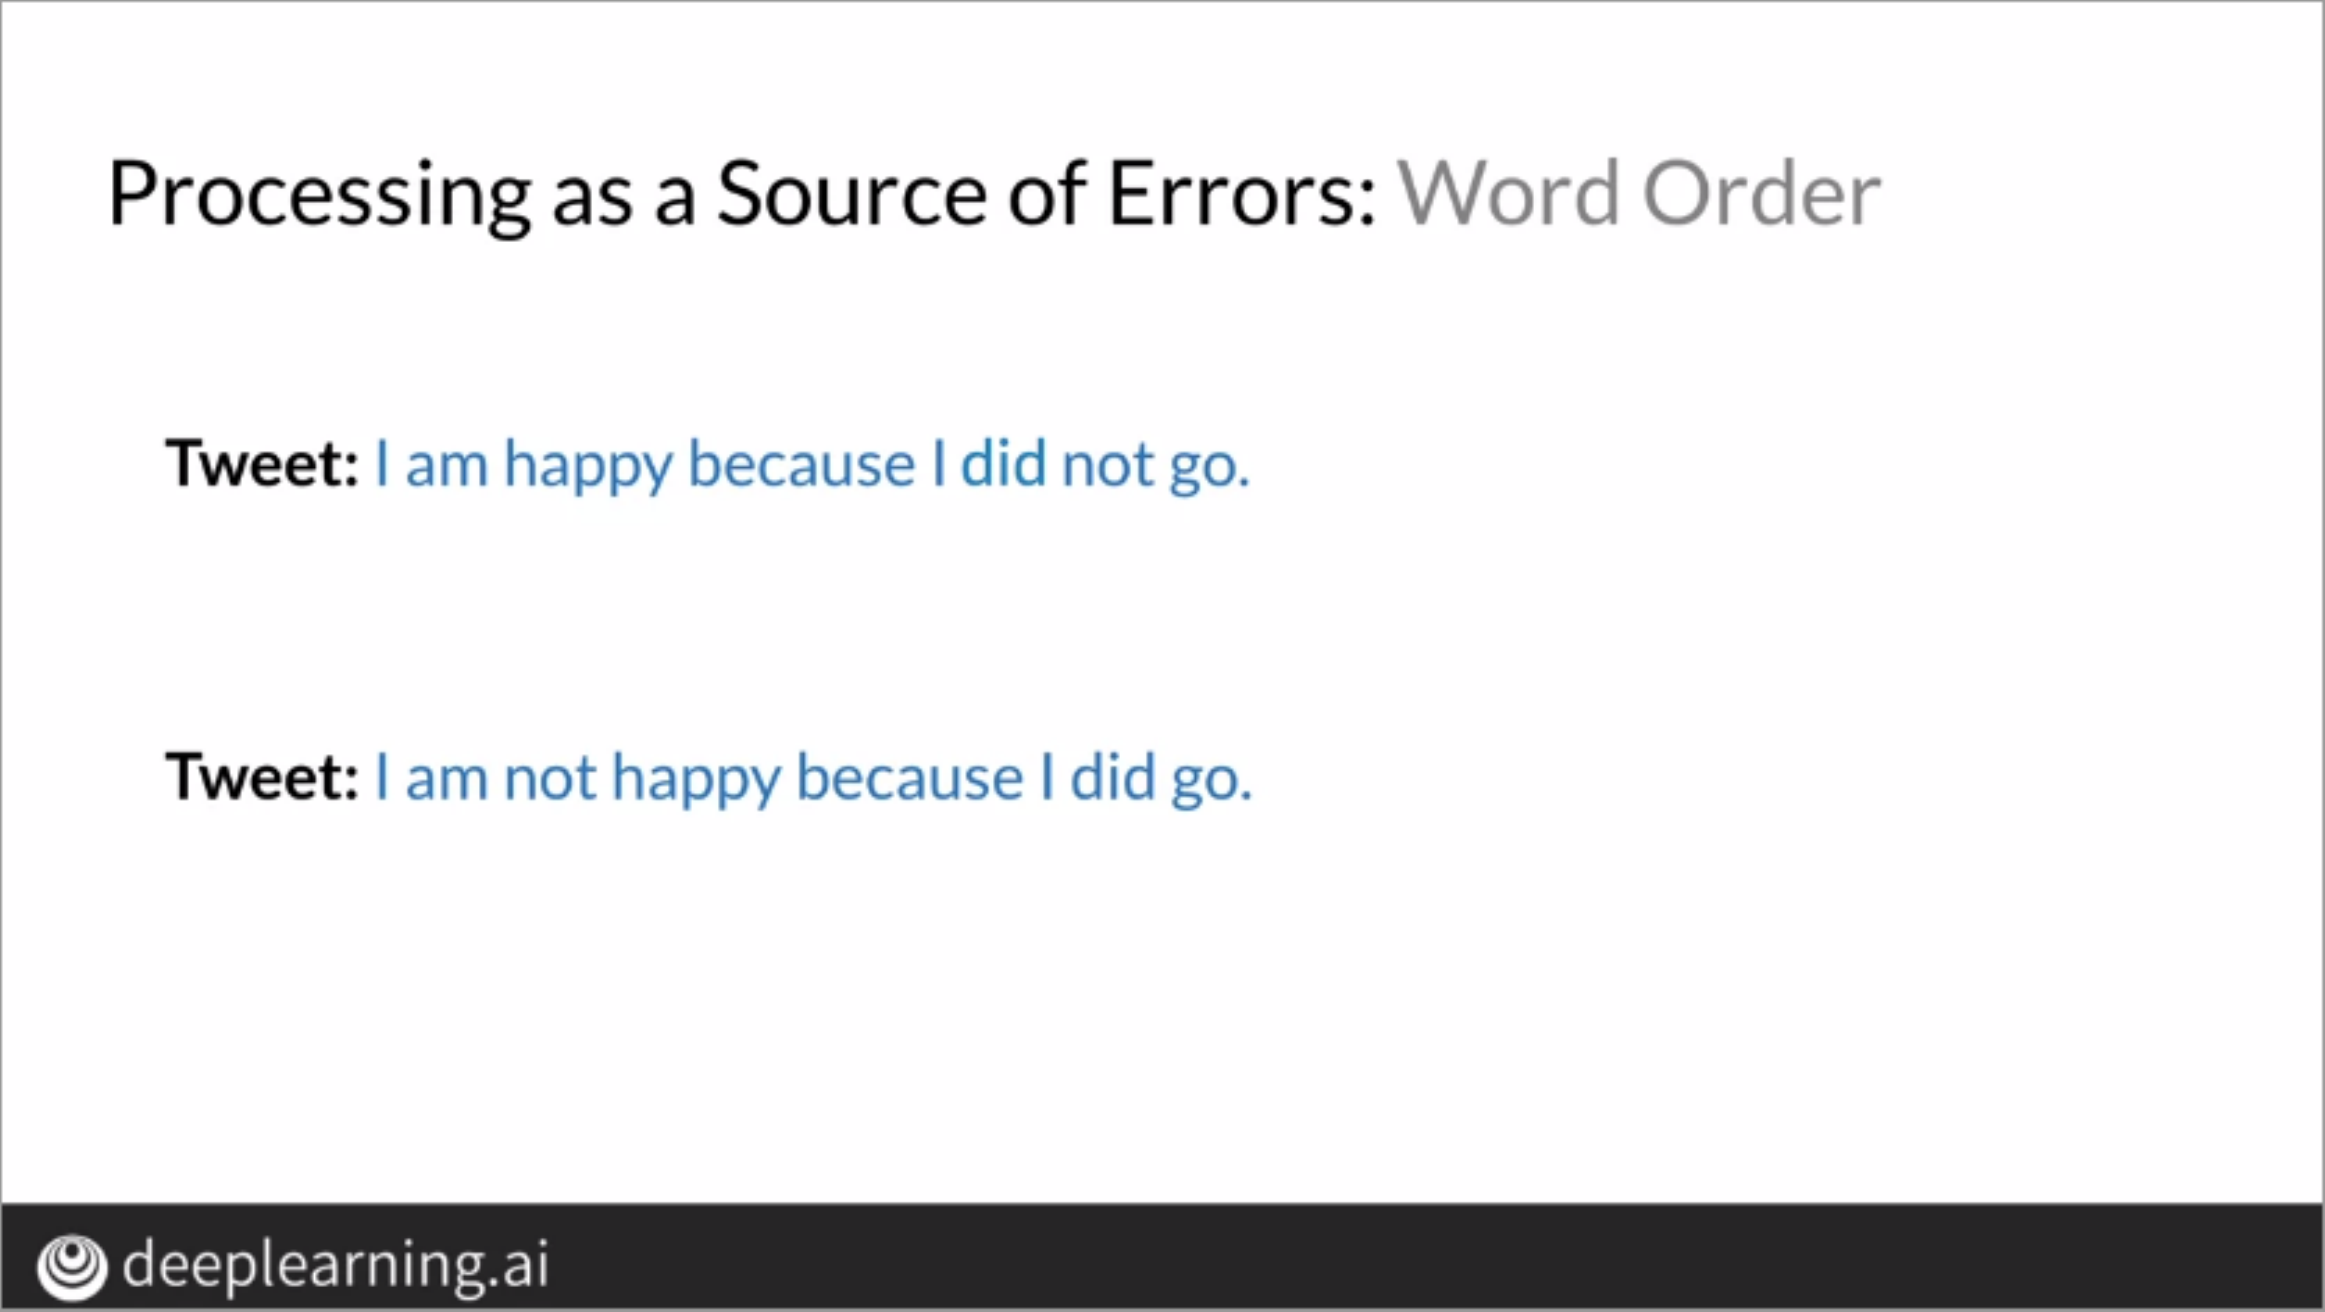 Processing as a Source of Errors: Word Order
Tweet: I am happy because I did not go.
Tweet: I am not happy because I did go.
deeplearning.ai